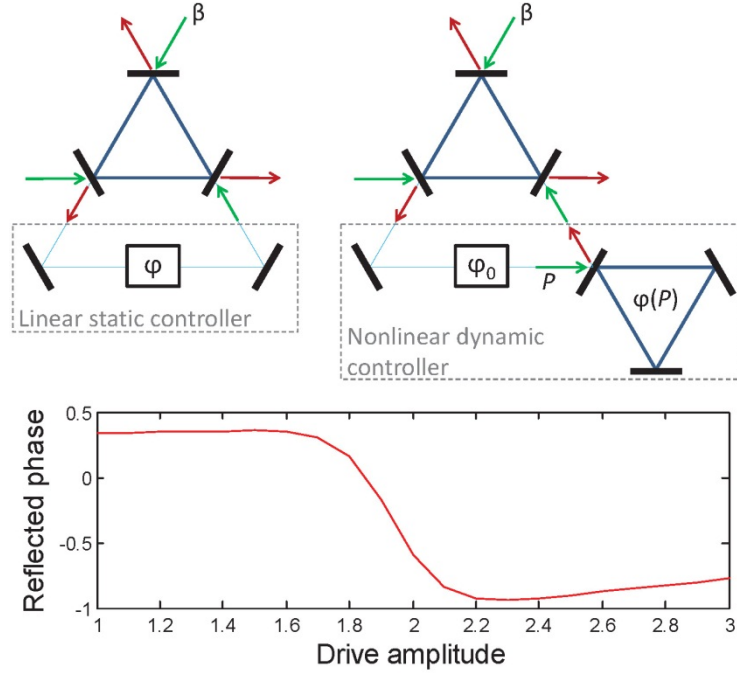 β
β
φ
Linear static controller
φ₀
P
φ(P)
Nonlinear dynamic
controller
Reflected phase
0.5
0
-0.5
-1
1 1.2 1.4 1.6 1.8 2 2.2 2.4 2.6 2.8 3
Drive amplitude